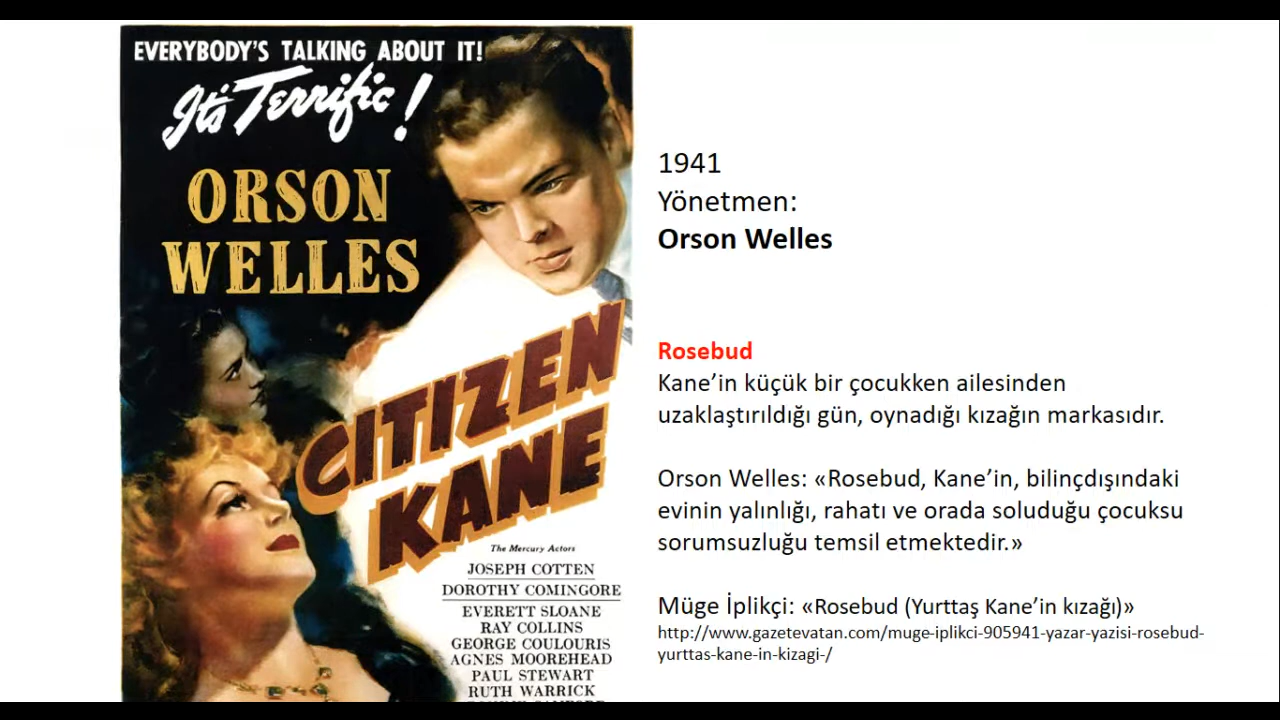 EVERYBODY'S TALKING ABOUT IT!
It's Terrific!
ORSON
WELLES
CITIZEN
KANE
The Mercury Actors
JOSEPH COTTEN
DOROTHY COMINGORE
EVERETT SLOANE
RAY COLLINS
GEORGE COULOURIS
AGNES MOOREHEAD
PAUL STEWART
RUTH WARRICK
1941
Yönetmen:
Orson Welles
Rosebud
Kane’in küçük bir çocukken ailesinden
uzaklaştırıldığı gün, oynadığı kızağın markasıdır.
Orson Welles: «Rosebud, Kane’in, bilinçdışındaki
evinin yalınlığı, rahatı ve orada soluduğu çocuksu
sorumsuzluğu temsil etmektedir.»
Müge İplikçi: «Rosebud (Yurttaş Kane’in kızağı)»
http://www.gazetevatan.com/muge-iplikci-905941-yazar-yazisi-rosebud-
yurttas-kane-in-kizagi-/